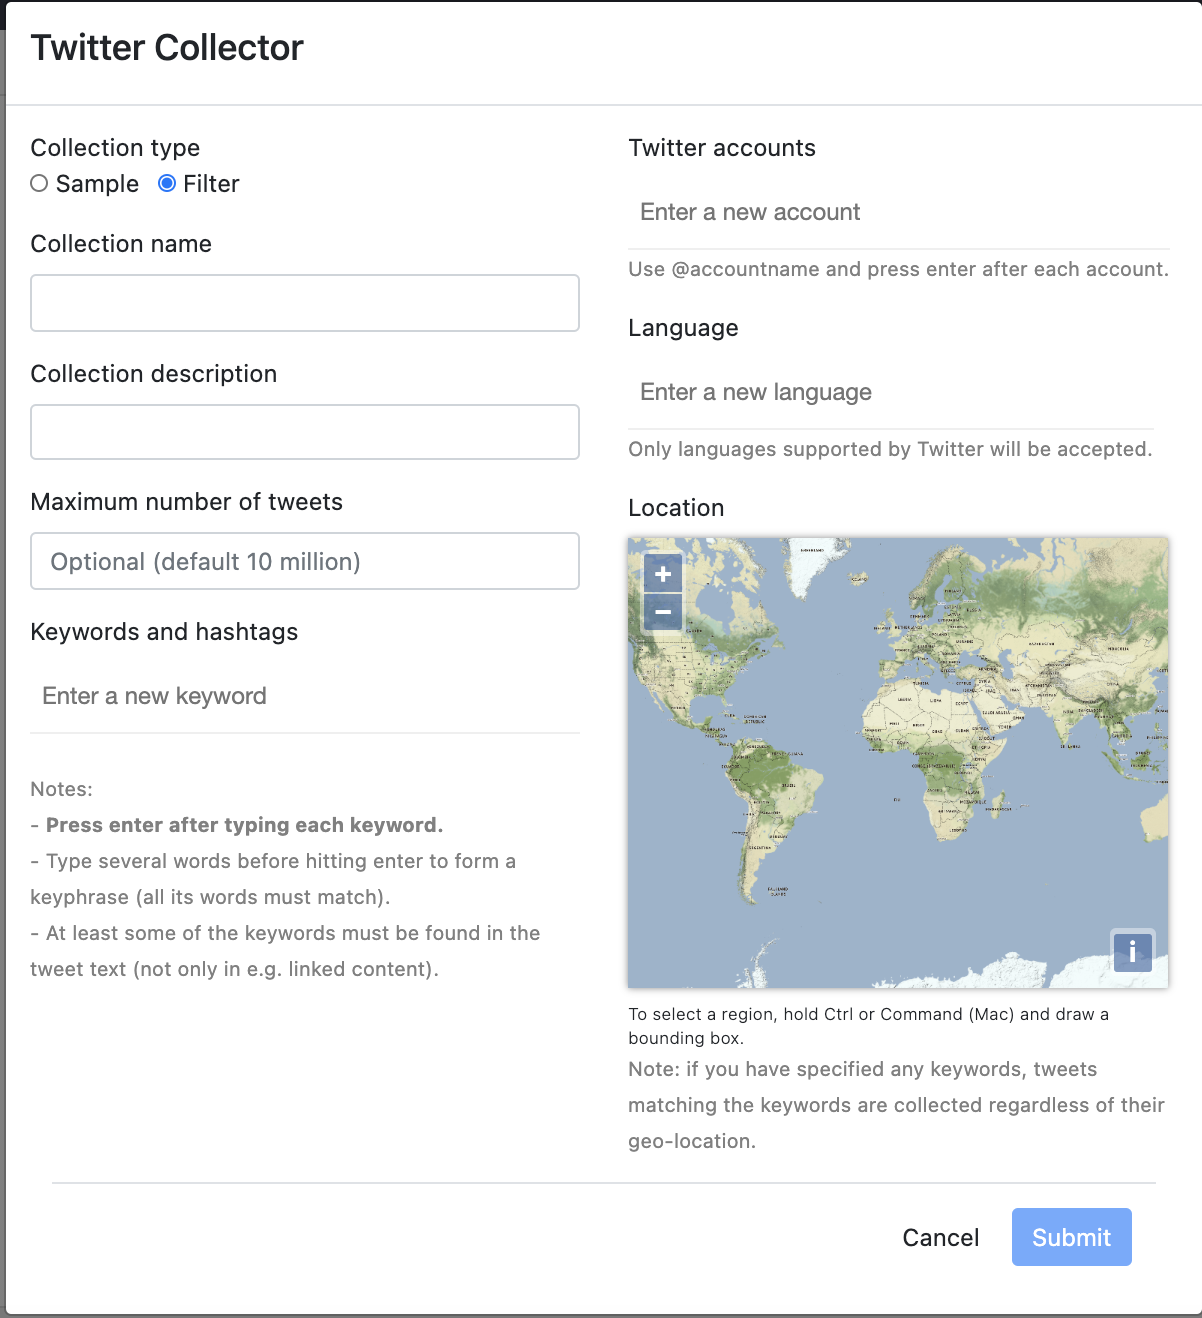 Twitter Collector
Collection type
Sample Filter
Collection name
Collection description
Maximum number of tweets
Optional (default 10 million)
Keywords and hashtags
Enter a new keyword
Notes:
- Press enter after typing each keyword.
- Type several words before hitting enter to form a
keyphrase (all its words must match).
- At least some of the keywords must be found in the
tweet text (not only in e.g. linked content).
Twitter accounts
Enter a new account
Use @accountname and press enter after each account.
Language
Enter a new language
Only languages supported by Twitter will be accepted.
Location
+
−
i
To select a region, hold Ctrl or Command (Mac) and draw a
bounding box.
Note: if you have specified any keywords, tweets
matching the keywords are collected regardless of their
geo-location.
Cancel Submit